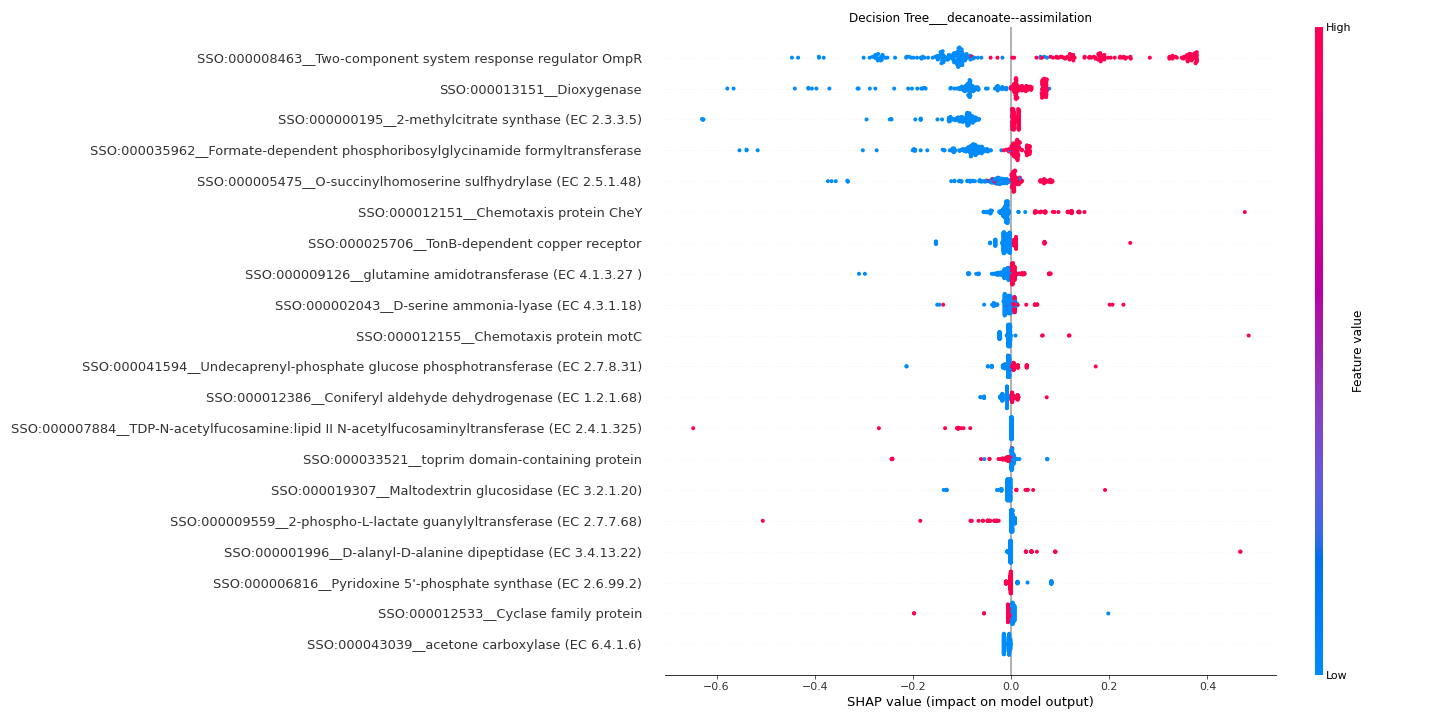 Decision Tree___decanoate--assimilation
High
SSO:000008463__Two-component system response regulator OmpR
SSO:000013151__Dioxygenase
SSO:000000195__2-methylcitrate synthase (EC 2.3.3.5)
SSO:000035962__Formate-dependent phosphoribosylglycinamide formyltransferase
SSO:000005475__O-succinylhomoserine sulfhydrylase (EC 2.5.1.48)
SSO:000012151__Chemotaxis protein CheY
SSO:000025706__TonB-dependent copper receptor
SSO:000009126__glutamine amidotransferase (EC 4.1.3.27 )
SSO:000002043__D-serine ammonia-lyase (EC 4.3.1.18)
SSO:000012155__Chemotaxis protein motC
Feature value
SSO:000041594__Undecaprenyl-phosphate glucose phosphotransferase (EC 2.7.8.31)
SSO:000012386__Coniferyl aldehyde dehydrogenase (EC 1.2.1.68)
SSO:000007884__TDP-N-acetylfucosamine:lipid II N-acetylfucosaminyltransferase (EC 2.4.1.325)
SSO:000033521__toprim domain-containing protein
SSO:000019307__Maltodextrin glucosidase (EC 3.2.1.20)
SSO:000009559__2-phospho-L-lactate guanylyltransferase (EC 2.7.7.68)
SSO:000001996__D-alanyl-D-alanine dipeptidase (EC 3.4.13.22)
SSO:000006816__Pyridoxine 5'-phosphate synthase (EC 2.6.99.2)
SSO:000012533__Cyclase family protein
SSO:000043039__acetone carboxylase (EC 6.4.1.6)
Low
−0.6 −0.4 −0.2 0.0 0.2 0.4
SHAP value (impact on model output)